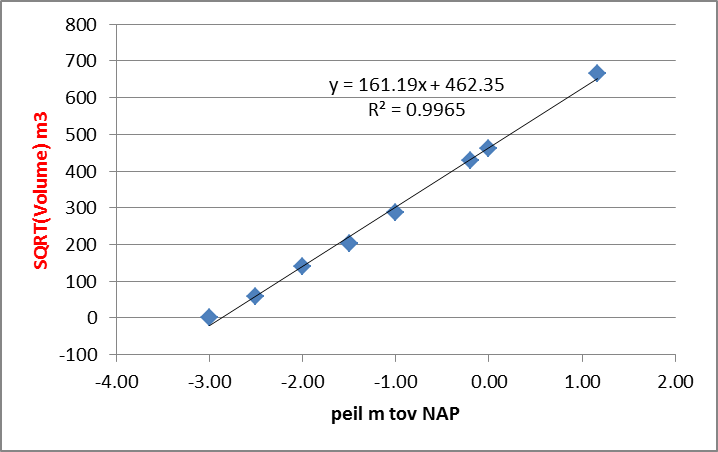 800
700
600
500
400
300
200
100
0
-100
y = 161.19x + 462.35
R² = 0.9965
SQRT(Volume) m3
-4.00 -3.00 -2.00 -1.00 0.00 1.00 2.00
peil m tov NAP